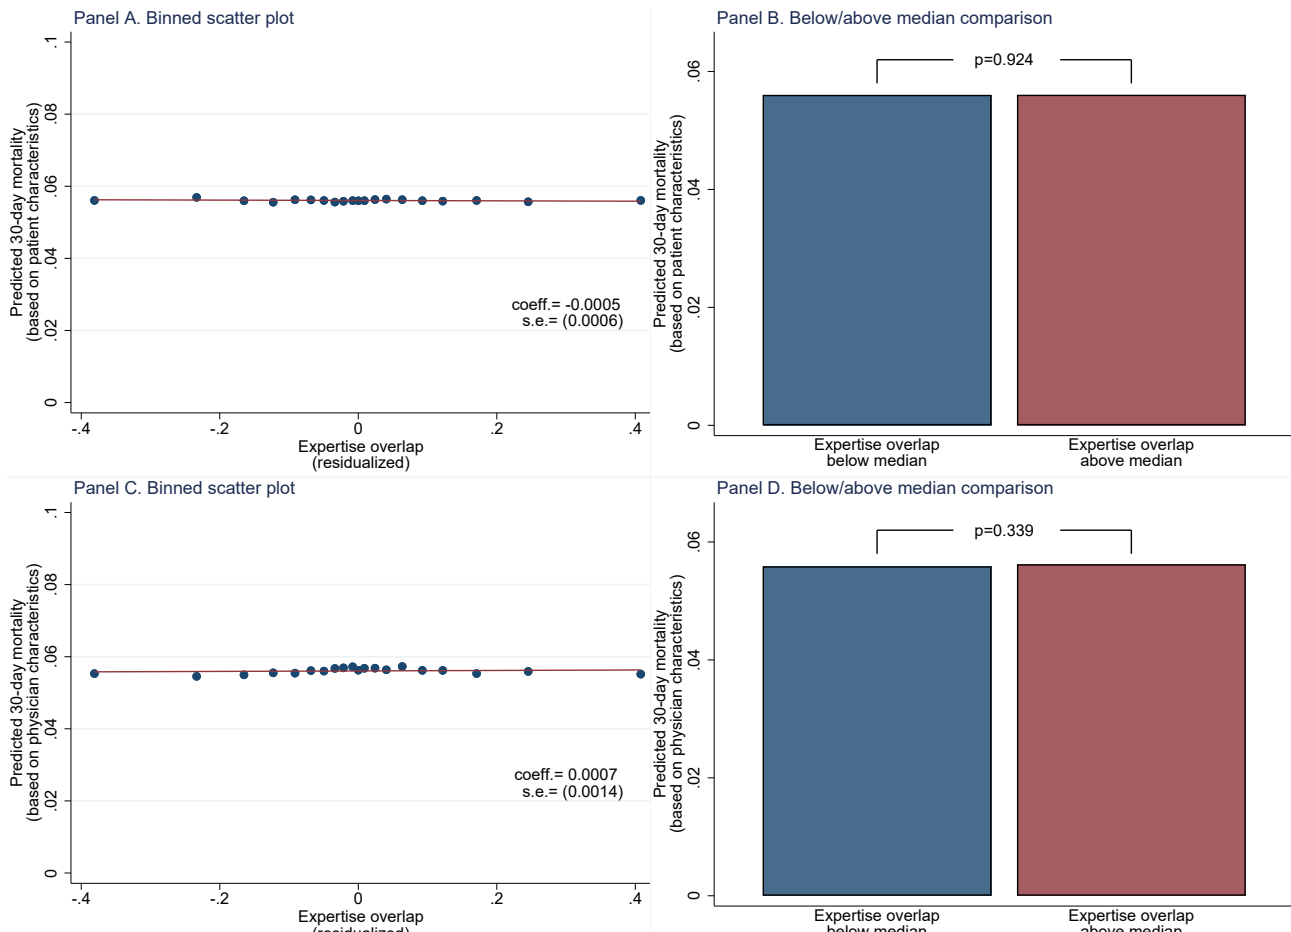 Panel A. Binned scatter plot
Predicted 30-day mortality
(based on patient characteristics)
.1
.08
.06
.04
.02
0
coeff.= -0.0005
s.e.= (0.0006)
-.4
-.2
0
.2
.4
Expertise overlap
(residualized)
Panel B. Below/above median comparison
Predicted 30-day mortality
(based on patient characteristics)
.06
.04
.02
0
p=0.924
Expertise overlap
below median
Expertise overlap
above median
Panel C. Binned scatter plot
Predicted 30-day mortality
(based on physician characteristics)
.1
.08
.06
.04
.02
0
coeff.= 0.0007
s.e.= (0.0014)
-.4
-.2
0
.2
.4
Expertise overlap
(residualized)
Panel D. Below/above median comparison
Predicted 30-day mortality
(based on physician characteristics)
.06
.04
.02
0
p=0.339
Expertise overlap
below median
Expertise overlap
above median